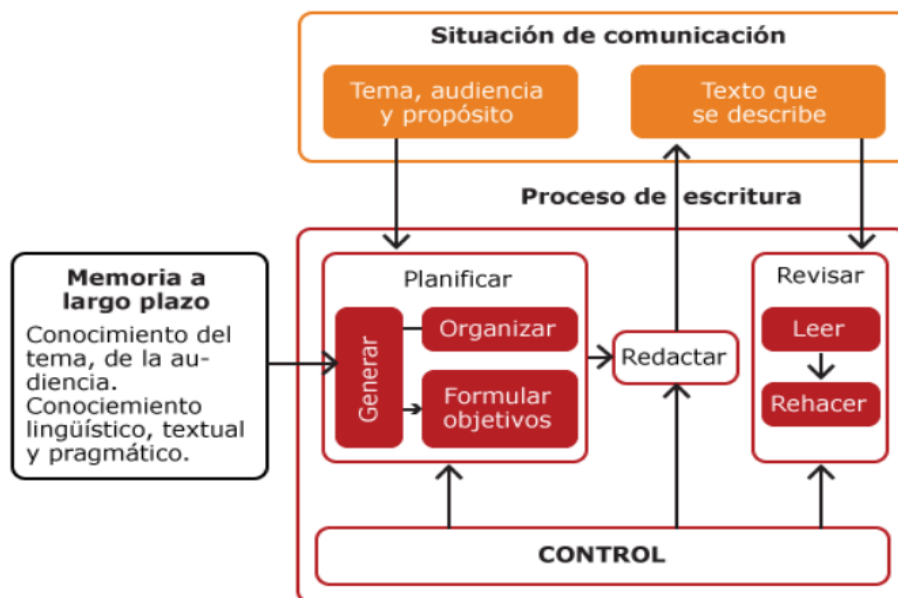 Situación de comunicación
Tema, audiencia
y propósito
Texto que
se describe
Proceso de escritura
Memoria a
largo plazo
Conocimiento del
tema, de la au-
diencia.
Conociemiento
lingüístico, textual
y pragmático.
Planificar
Generar
Organizar
Formular
objetivos
Redactar
Revisar
Leer
Rehacer
CONTROL